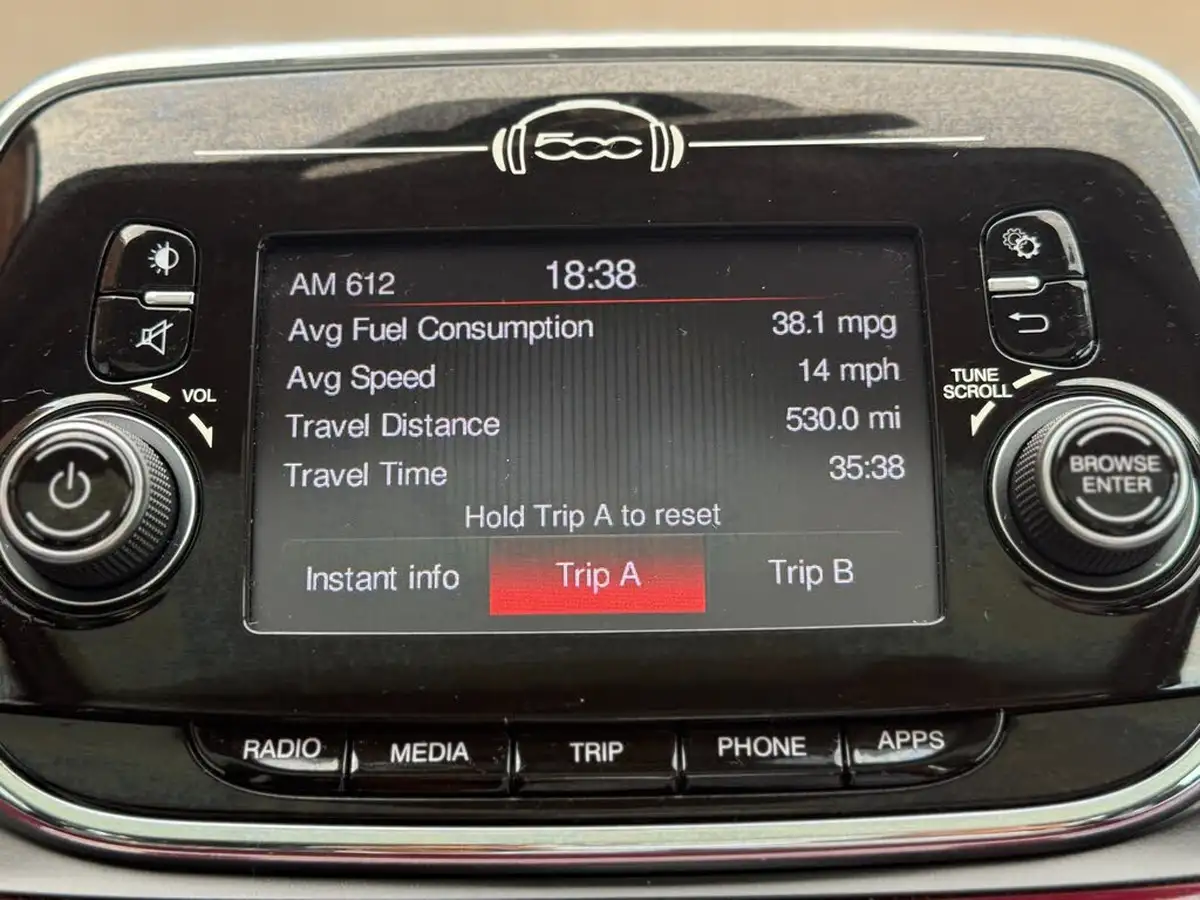 500
AM 612 18:38
Avg Fuel Consumption 38.1 mpg
Avg Speed 14 mph
Travel Distance 530.0 mi
Travel Time 35:38
Hold Trip A to reset
Instant info Trip A Trip B
VOL
TUNE
SCROLL
BROWSE
ENTER
RADIO MEDIA TRIP PHONE APPS